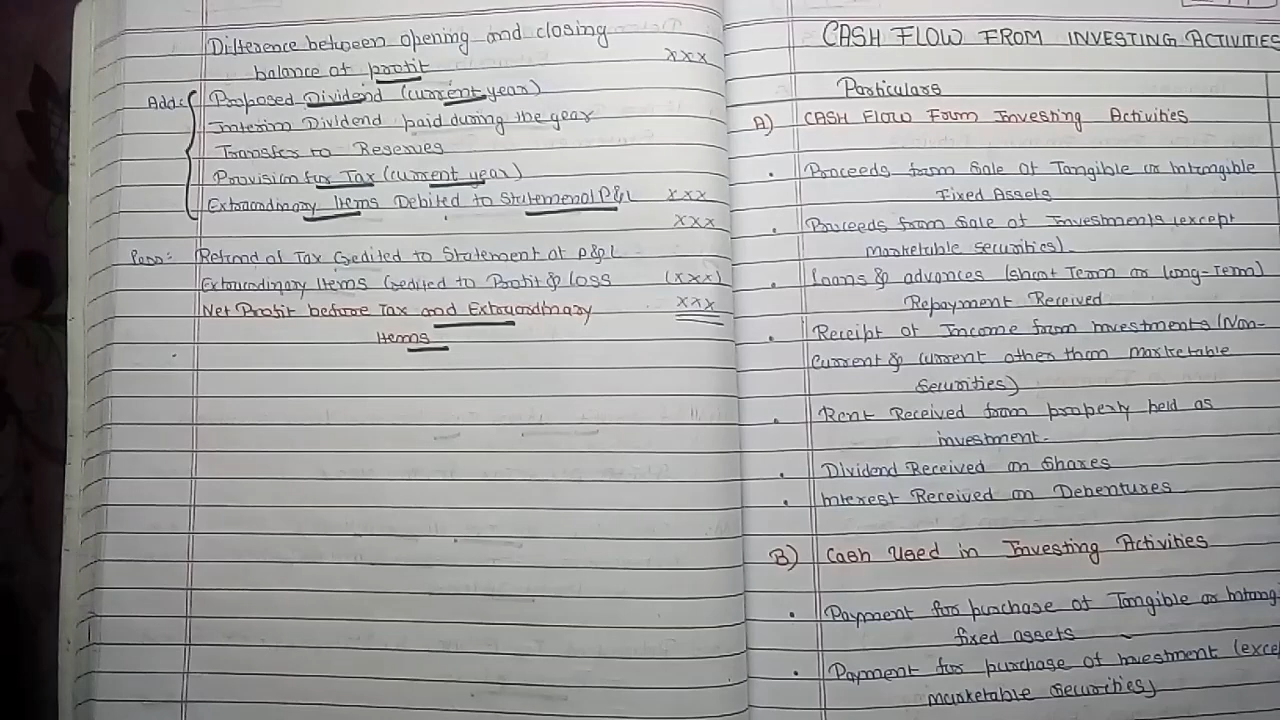 Difference between opening and closing
balance of profit xxx
Add:- Proposed Dividend (current year)
Interim Dividend paid during the year
Transfer to Reserves
Provision for Tax (current year)
Extraordinary Items Debited to Statement of P&L xxx
xxx
Less: Refund of Tax Credited to Statement of P&L
Extraordinary Items Credited to Profit & Loss (xxx)
Net Profit before Tax and Extraordinary xxx
Items
CASH FLOW FROM INVESTING ACTIVITIES
Particulars
A) CASH Flow From Investing Activities
• Proceeds from Sale of Tangible or Intangible
Fixed Assets
• Proceeds from Sale of Investments (except
marketable securities)
• Loans & advances (Short Term or long-Term)
Repayment Received
• Receipt of Income from investments (Non-
Current & current other than marketable
Securities)
• Rent Received from property held as
investment.
• Dividend Received on Shares
• Interest Received on Debentures
B) Cash Used in Investing Activities
• Payment for purchase of Tangible or Intang
fixed assets
• Payment for purchase of investment (exce
marketable Securities)